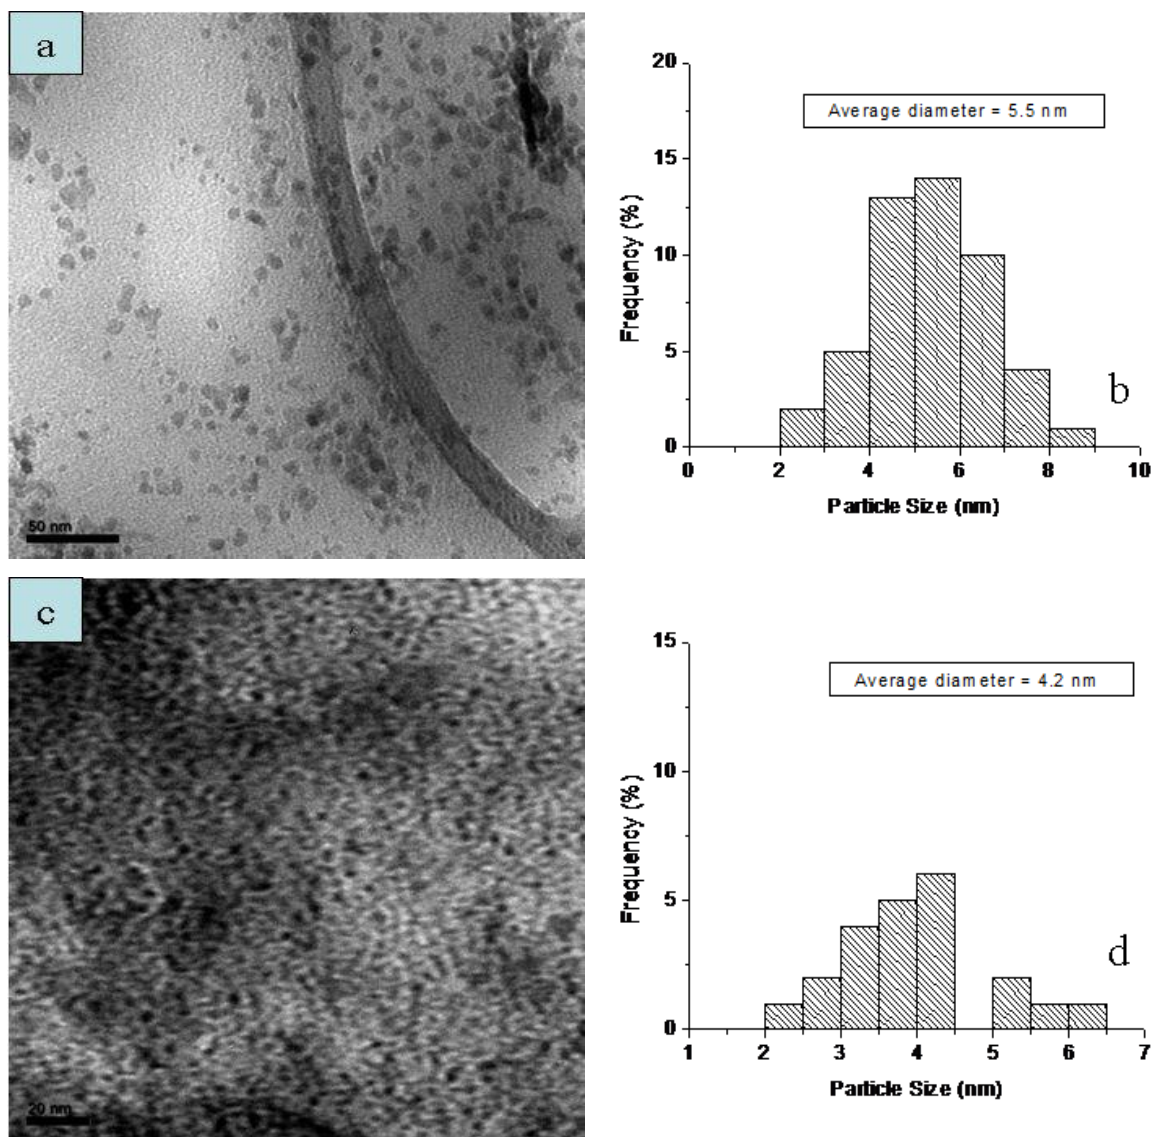 a
50 nm
20
15
10
5
0
Frequency (%)
Average diameter = 5.5 nm
b
0 2 4 6 8 10
Particle Size (nm)
c
20 nm
15
10
5
0
Frequency (%)
Average diameter = 4.2 nm
d
1 2 3 4 5 6 7
Particle Size (nm)